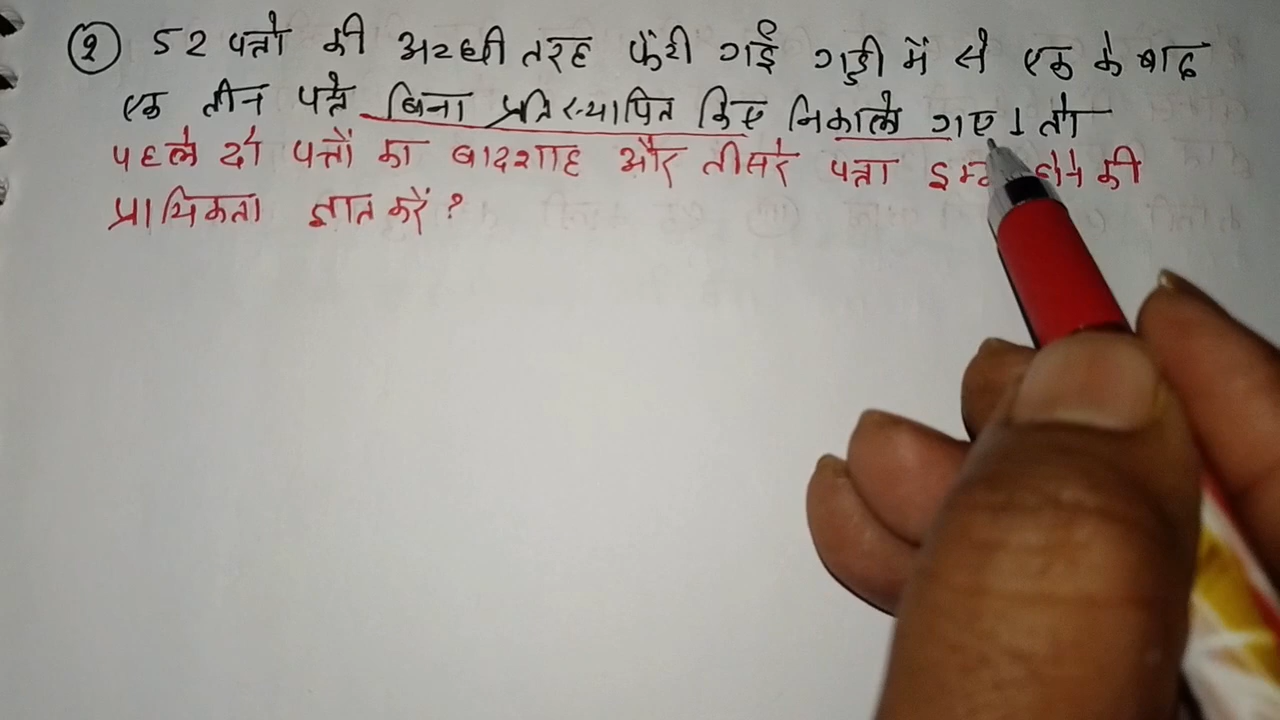 (2) 52 पत्तो की अच्छी तरह फेंटी गई गड्डी में से एक के बाद
एक तीन पत्ते बिना प्रतिस्थापित किए निकाले गए। तो
पहले दो पत्तों का बादशाह और तीसरे पत्ता होने की
प्रायिकता ज्ञात करें?